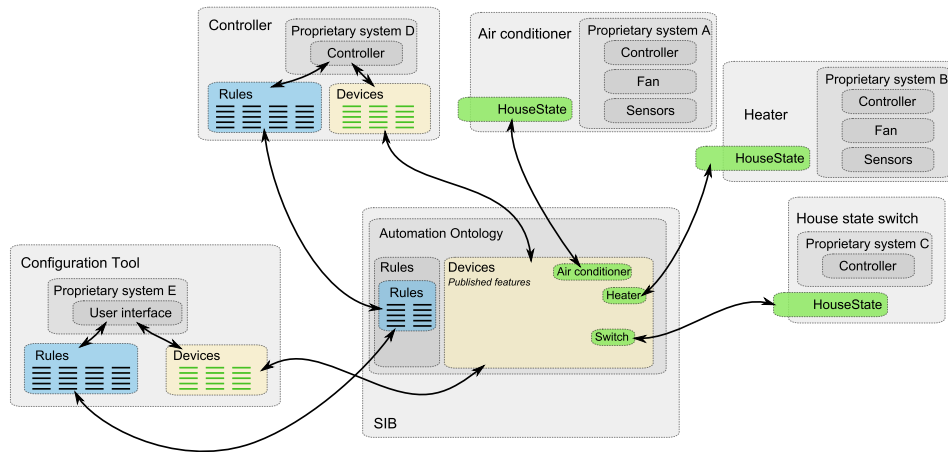 Controller
Proprietary system D
Controller
Rules
Devices
Air conditioner
Proprietary system A
Controller
Fan
Sensors
HouseState
Heater
Proprietary system B
Controller
Fan
Sensors
HouseState
House state switch
Proprietary system C
Controller
HouseState
Configuration Tool
Proprietary system E
User interface
Rules
Devices
Automation Ontology
Rules
Rules
Devices
Published features
Air conditioner
Heater
Switch
SIB